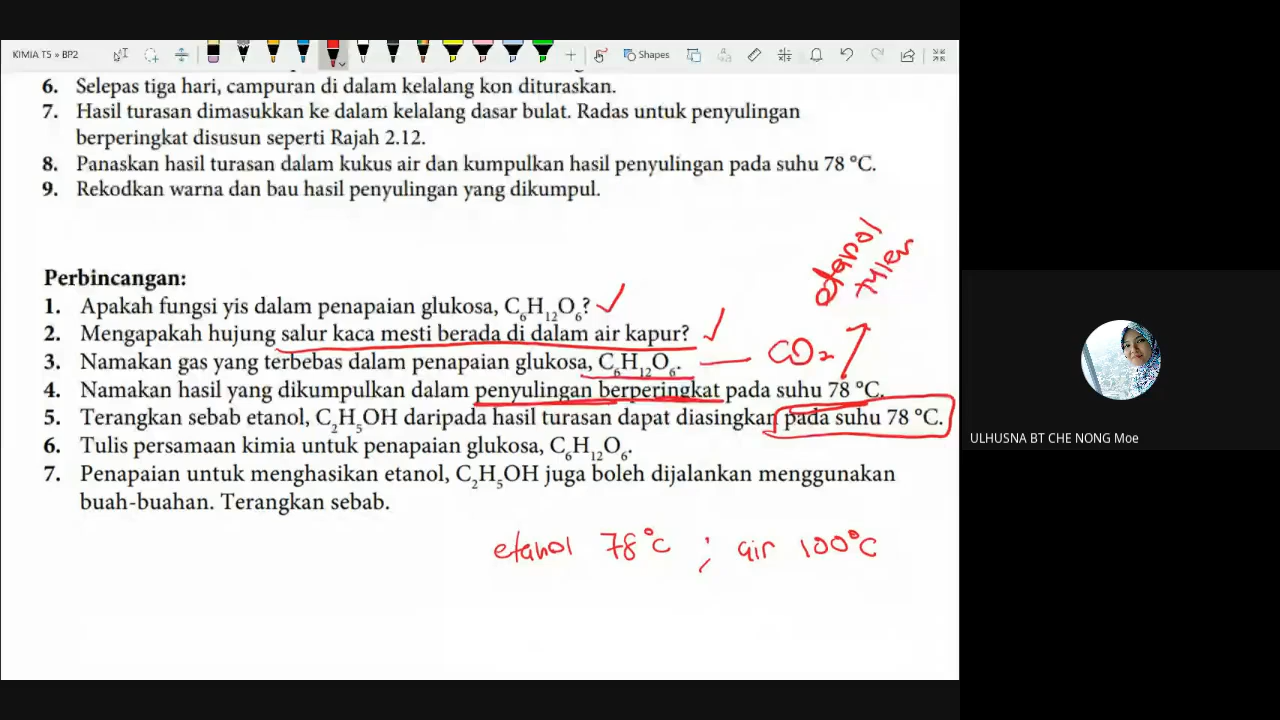 KIMIA T5 » BP2
Shapes
6. Selepas tiga hari, campuran di dalam kelalang kon dituraskan.
7. Hasil turasan dimasukkan ke dalam kelalang dasar bulat. Radas untuk penyulingan
berperingkat disusun seperti Rajah 2.12.
8. Panaskan hasil turasan dalam kukus air dan kumpulkan hasil penyulingan pada suhu 78 °C.
9. Rekodkan warna dan bau hasil penyulingan yang dikumpul.
etanol
tulen
Perbincangan:
1. Apakah fungsi yis dalam penapaian glukosa, C₆H₁₂O₆?
2. Mengapakah hujung salur kaca mesti berada di dalam air kapur?
3. Namakan gas yang terbebas dalam penapaian glukosa, C₆H₁₂O₆. CO₂
4. Namakan hasil yang dikumpulkan dalam penyulingan berperingkat pada suhu 78 °C.
5. Terangkan sebab etanol, C₂H₅OH daripada hasil turasan dapat diasingkan pada suhu 78 °C.
6. Tulis persamaan kimia untuk penapaian glukosa, C₆H₁₂O₆.
7. Penapaian untuk menghasikan etanol, C₂H₅OH juga boleh dijalankan menggunakan
buah-buahan. Terangkan sebab.
etanol 78°C ; air 100°C
ULHUSNA BT CHE NONG Moe